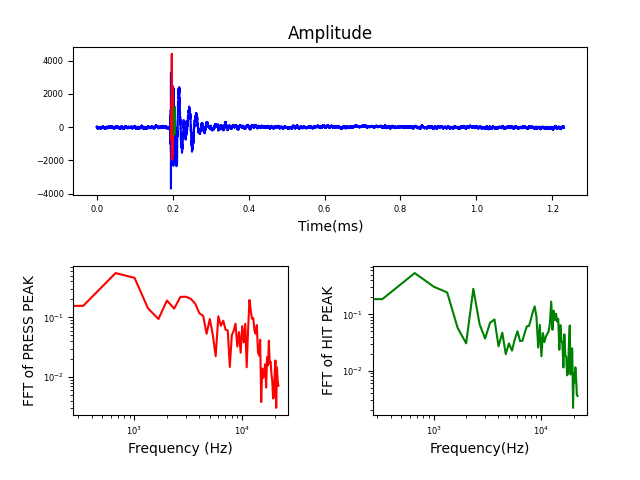 Amplitude
4000
2000
0
−2000
−4000
0.0 0.2 0.4 0.6 0.8 1.0 1.2
Time(ms)
FFT of PRESS PEAK
10⁻¹
10⁻²
10³ 10⁴
Frequency (Hz)
FFT of HIT PEAK
10⁻¹
10⁻²
10³ 10⁴
Frequency(Hz)